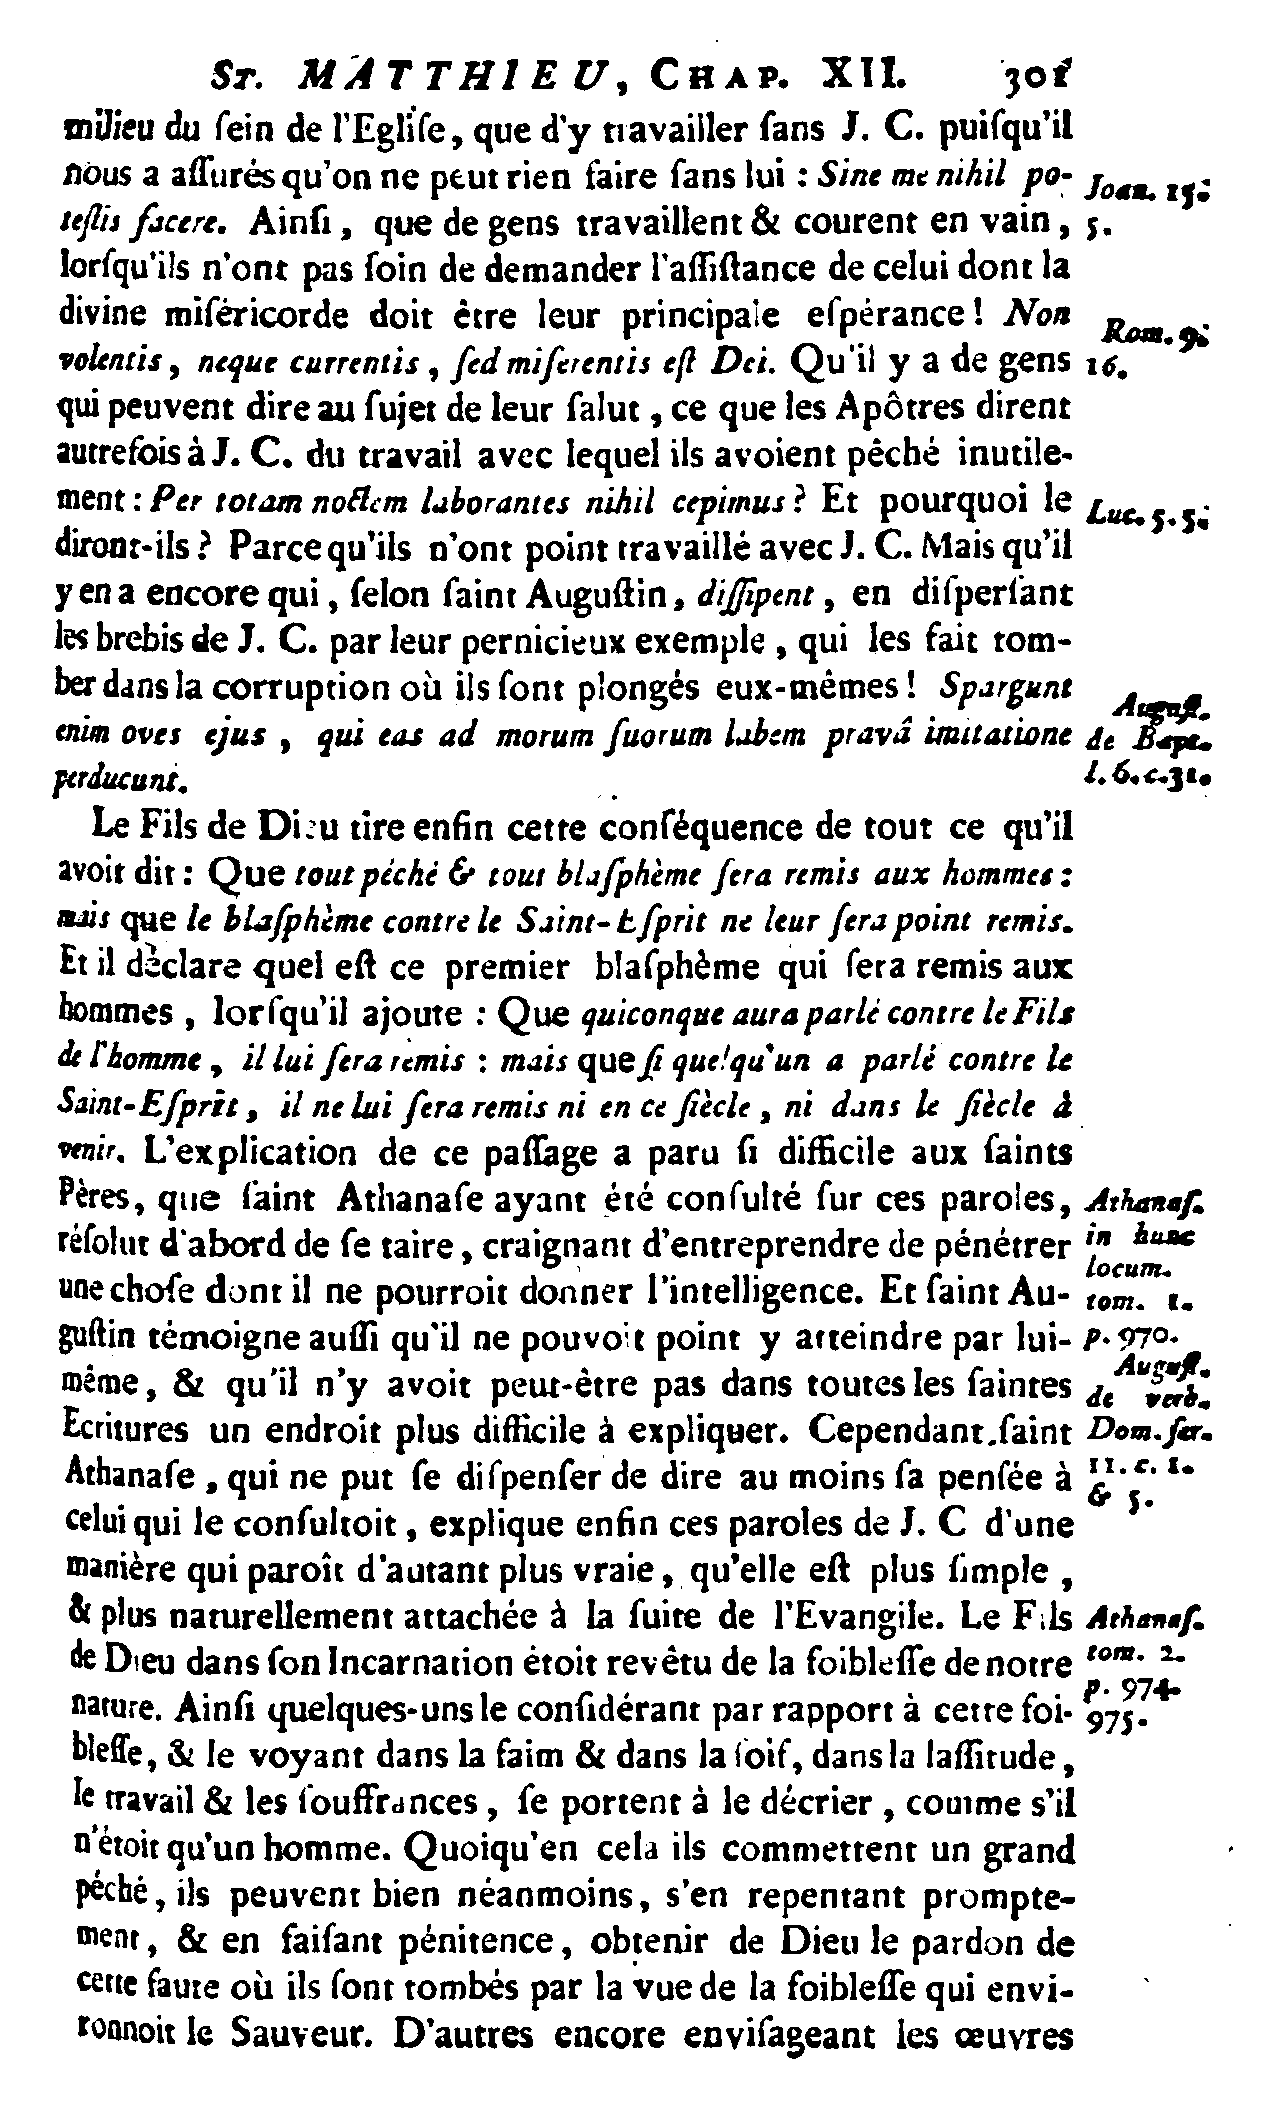 St. MATTHIEU, CHAP. XII. 301
milieu du ſein de l'Egliſe, que d'y travailler ſans J. C. puiſqu'il
nous a aſſurés qu'on ne peut rien faire ſans lui : Sine me nihil po-
teſtis facere. Ainſi, que de gens travaillent & courent en vain,
lorſqu'ils n'ont pas ſoin de demander l'aſſiſtance de celui dont la
divine miſéricorde doit être leur principale eſpérance ! Non
volentis, neque currentis, ſed miſerentis eſt Dei. Qu'il y a de gens
qui peuvent dire au ſujet de leur ſalut, ce que les Apôtres dirent
autrefois à J. C. du travail avec lequel ils avoient pêché inutile-
ment : Per totam noctem laborantes nihil cepimus ? Et pourquoi le
diront-ils ? Parce qu'ils n'ont point travaillé avec J. C. Mais qu'il
y en a encore qui, ſelon ſaint Auguſtin, diſſipent, en diſperſant
les brebis de J. C. par leur pernicieux exemple, qui les fait tom-
ber dans la corruption où ils ſont plongés eux-mêmes ! Spargunt
enim oves ejus, qui eas ad morum ſuorum labem pravâ imitatione
perducunt.
Le Fils de Dieu tire enfin cette conſéquence de tout ce qu'il
avoit dit : Que tout péché & tout blaſphème ſera remis aux hommes :
mais que le blaſphème contre le Saint-Eſprit ne leur ſera point remis.
Et il dèclare quel eſt ce premier blaſphème qui ſera remis aux
hommes, lorſqu'il ajoute : Que quiconque aura parlé contre le Fils
de l'homme, il lui ſera remis : mais que ſi quelqu'un a parlé contre le
Saint-Eſprit, il ne lui ſera remis ni en ce ſiècle, ni dans le ſiècle à
venir. L'explication de ce paſſage a paru ſi difficile aux ſaints
Pères, que ſaint Athanaſe ayant été conſulté ſur ces paroles,
réſolut d'abord de ſe taire, craignant d'entreprendre de pénétrer
une choſe dont il ne pourroit donner l'intelligence. Et ſaint Au-
guſtin témoigne auſſi qu'il ne pouvoit point y atteindre par lui-
même, & qu'il n'y avoit peut-être pas dans toutes les ſaintes
Ecritures un endroit plus difficile à expliquer. Cependant ſaint
Athanaſe, qui ne put ſe diſpenſer de dire au moins ſa penſée à
celui qui le conſultoit, explique enfin ces paroles de J. C d'une
manière qui paroît d'autant plus vraie, qu'elle eſt plus ſimple,
& plus naturellement attachée à la ſuite de l'Evangile. Le Fils
de Dieu dans ſon Incarnation étoit revêtu de la foibleſſe de notre
nature. Ainſi quelques-uns le conſidérant par rapport à cette foi-
bleſſe, & le voyant dans la faim & dans la ſoif, dans la laſſitude,
le travail & les ſouffrances, ſe portent à le décrier, comme s'il
n'étoit qu'un homme. Quoiqu'en cela ils commettent un grand
péché, ils peuvent bien néanmoins, s'en repentant prompte-
ment, & en faiſant pénitence, obtenir de Dieu le pardon de
cette faute où ils ſont tombés par la vue de la foibleſſe qui envi-
ronnoit le Sauveur. D'autres encore enviſageant les œuvres
Joan. 15.
5.
Rom. 9.
16.
Luc. 5. 5.
Auguſt.
de Bapt.
l. 6. c. 31.
Athanaſ.
in hunc
locum.
tom. 1.
p. 970.
Auguſt.
de verb.
Dom. ſer.
11. c. 1.
& 5.
Athanaſ.
tom. 2.
p. 974.
975.